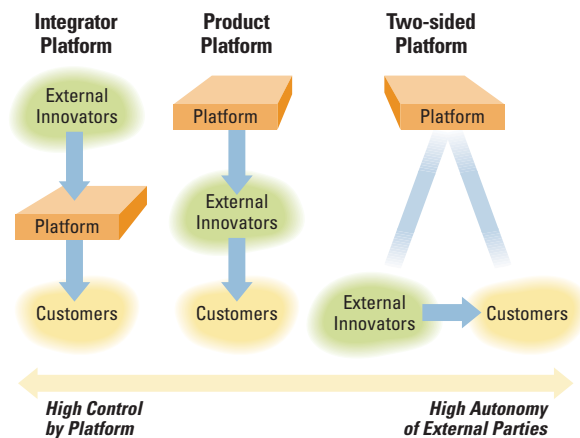 Integrator
Platform
Product
Platform
Two-sided
Platform
External
Innovators
Platform
Customers
Platform
External
Innovators
Customers
Platform
External
Innovators
Customers
High Control
by Platform
High Autonomy
of External Parties